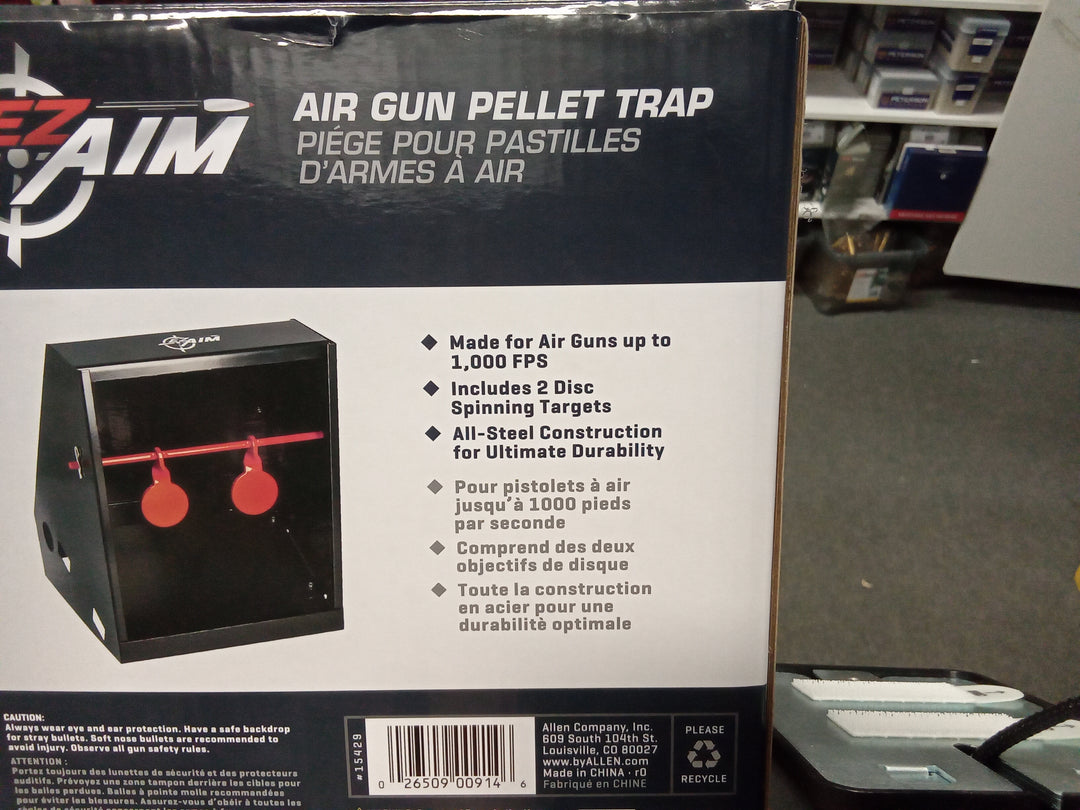 EZ
AIM
AIR GUN PELLET TRAP
PIÉGE POUR PASTILLES
D'ARMES À AIR
EZAIM
Made for Air Guns up to
1,000 FPS
Includes 2 Disc
Spinning Targets
All-Steel Construction
for Ultimate Durability
Pour pistolets à air
jusqu'à 1000 pieds
par seconde
Comprend des deux
objectifs de disque
Toute la construction
en acier pour une
durabilitè optimale
CAUTION:
Always wear eye and ear protection. Have a safe backdrop
for stray bullets. Soft nose bullets are recommended to
avoid injury. Observe all gun safety rules.
ATTENTION :
Portez toujours des lunettes de sécurité et des protecteurs
auditifs. Prévoyez une zone tampon derrière les cibles pour
les balles perdues. Balles à pointe molle recommandées
pour éviter les blessures. Assurez-vous d'obéir à toutes les
#15429
0 26509 00914 6
Allen Company, Inc.
609 South 104th St.
Louisville, CO 80027
www.byALLEN.com
Made in CHINA · r0
Fabriqué en CHINE
PLEASE
RECYCLE
PETERSON
PETERSON